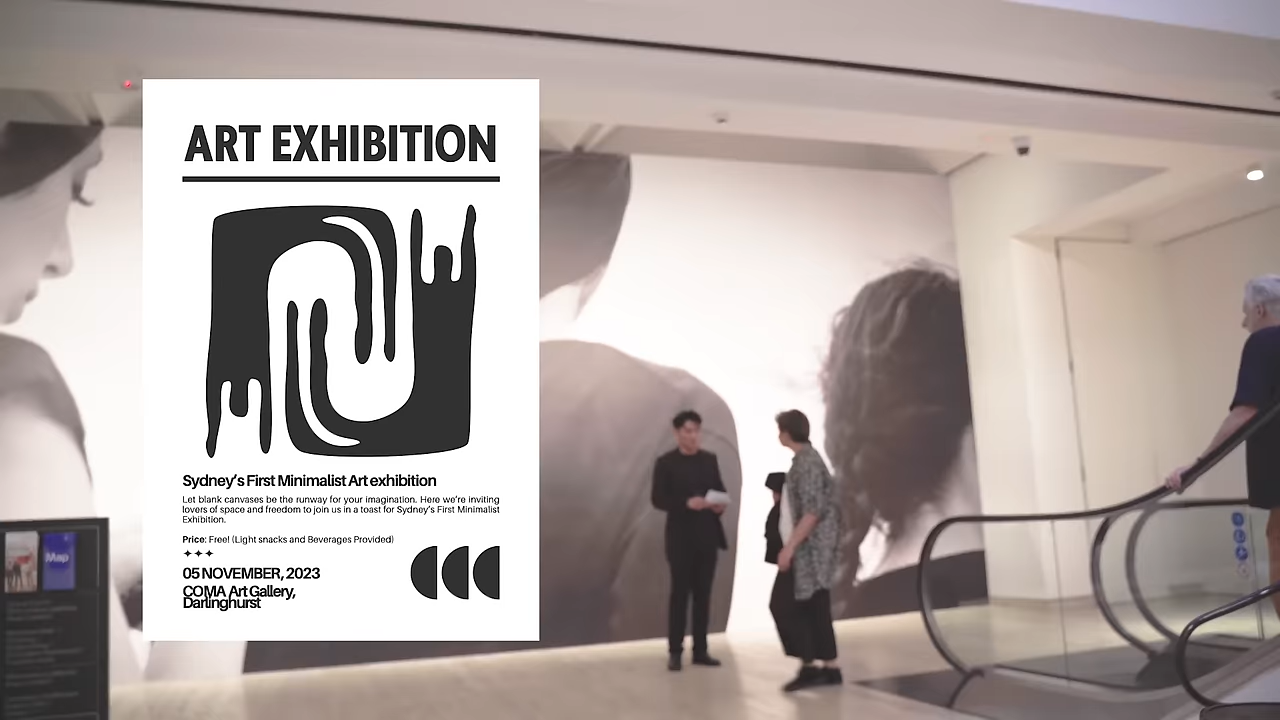 ART EXHIBITION
Sydney's First Minimalist Art exhibition
Let blank canvases be the runway for your imagination. Here we're inviting
lovers of space and freedom to join us in a toast for Sydney's First Minimalist
Exhibition.
Price: Free! (Light snacks and Beverages Provided)
05 NOVEMBER, 2023
COMA Art Gallery,
Darlinghurst
Map